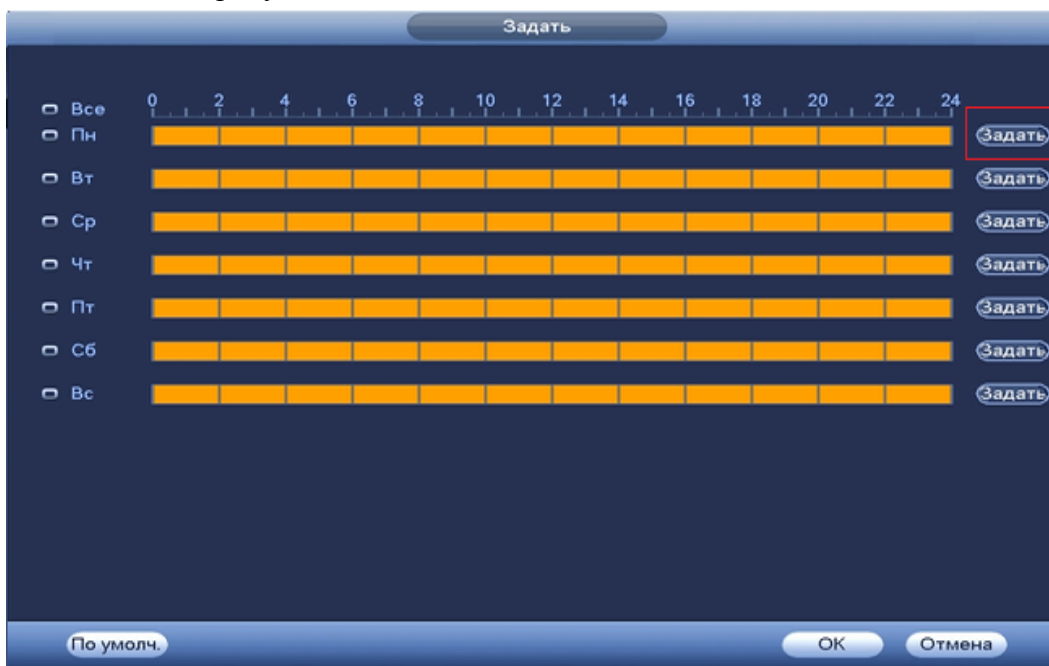 Задать
Все 0 2 4 6 8 10 12 14 16 18 20 22 24
Пн Задать
Вт Задать
Ср Задать
Чт Задать
Пт Задать
Сб Задать
Вс Задать
По умолч. OK Отмена